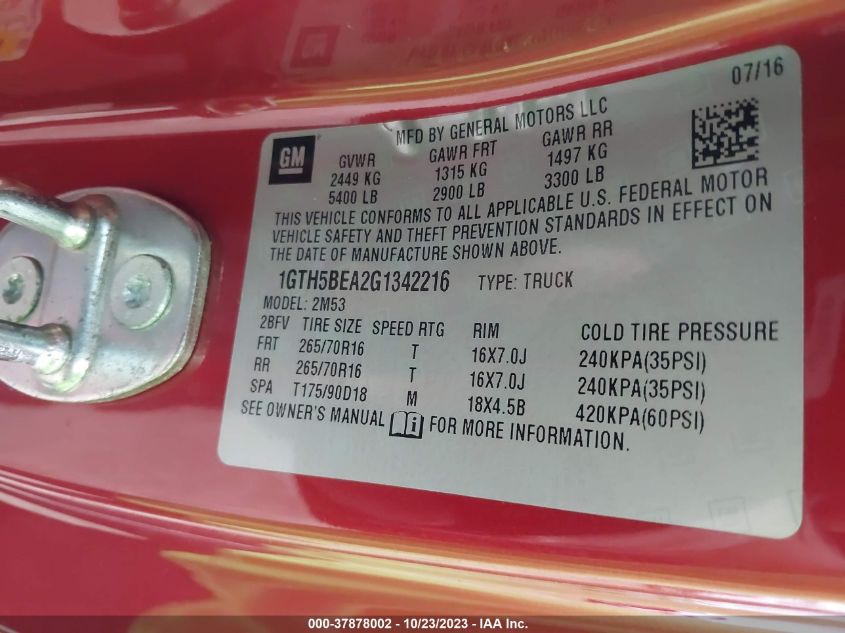 07/16
GM
MFD BY GENERAL MOTORS LLC
GVWR GAWR FRT GAWR RR
2449 KG 1315 KG 1497 KG
5400 LB 2900 LB 3300 LB
THIS VEHICLE CONFORMS TO ALL APPLICABLE U.S. FEDERAL MOTOR
VEHICLE SAFETY AND THEFT PREVENTION STANDARDS IN EFFECT ON
THE DATE OF MANUFACTURE SHOWN ABOVE.
1GTH5BEA2G1342216 TYPE: TRUCK
MODEL: 2M53
2BFV TIRE SIZE SPEED RTG RIM COLD TIRE PRESSURE
FRT 265/70R16 T 16X7.0J 240KPA(35PSI)
RR 265/70R16 T 16X7.0J 240KPA(35PSI)
SPA T175/90D18 M 18X4.5B 420KPA(60PSI)
SEE OWNER'S MANUAL FOR MORE INFORMATION.
000-37878002 - 10/23/2023 - IAA Inc.